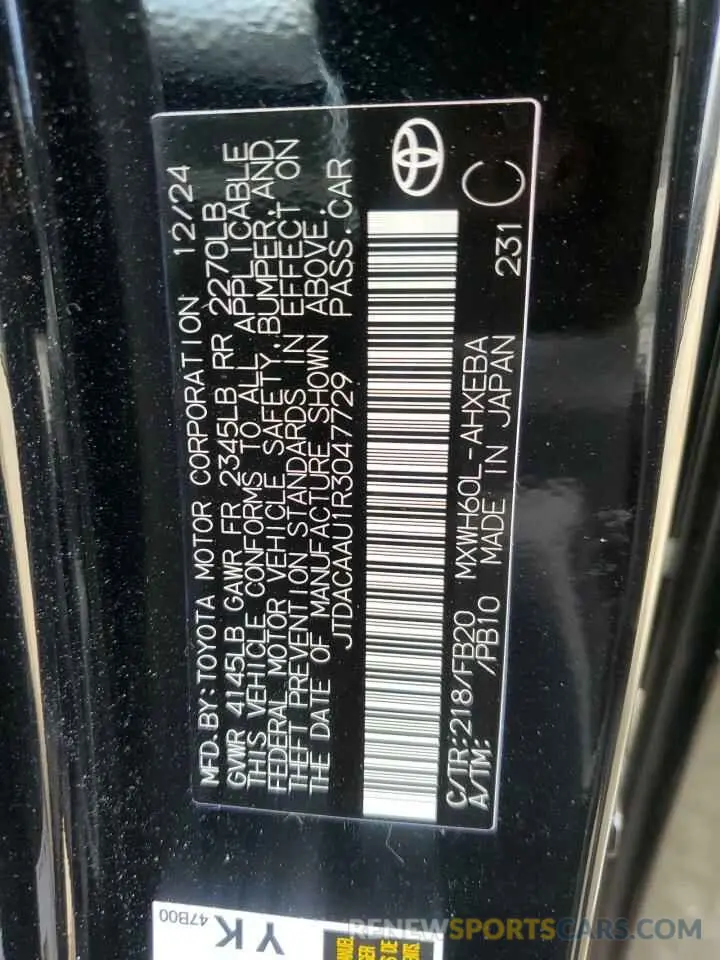 MFD.BY:TOYOTA MOTOR CORPORATION 12/24
GVWR 4145LB GAWR FR 2345LB RR 2270LB
THIS VEHICLE CONFORMS TO ALL APPLICABLE
FEDERAL MOTOR VEHICLE SAFETY,BUMPER,AND
THEFT PREVENTION STANDARDS IN EFFECT ON
THE DATE OF MANUFACTURE SHOWN ABOVE.
JTDACAAU1R3047729 PASS.CAR
C/TR:218/FB20 MXWH60L-AHXEBA 231 C
A/TM: /PB10 MADE IN JAPAN
YK
47B00
RENEWSPORTSCARS.COM